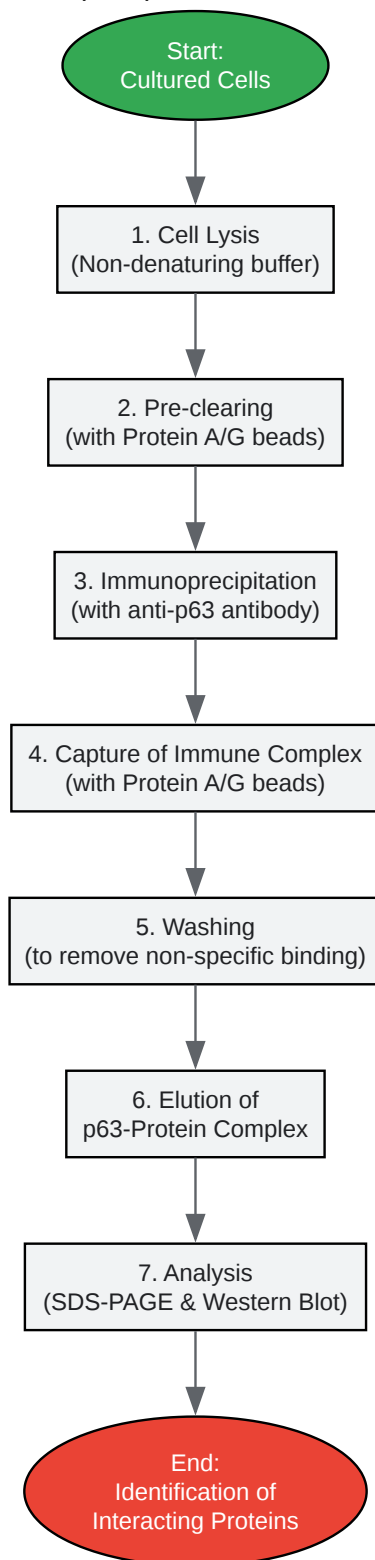 Start:
Cultured Cells
1. Cell Lysis
(Non-denaturing buffer)
2. Pre-clearing
(with Protein A/G beads)
3. Immunoprecipitation
(with anti-p63 antibody)
4. Capture of Immune Complex
(with Protein A/G beads)
5. Washing
(to remove non-specific binding)
6. Elution of
p63-Protein Complex
7. Analysis
(SDS-PAGE & Western Blot)
End:
Identification of
Interacting Proteins